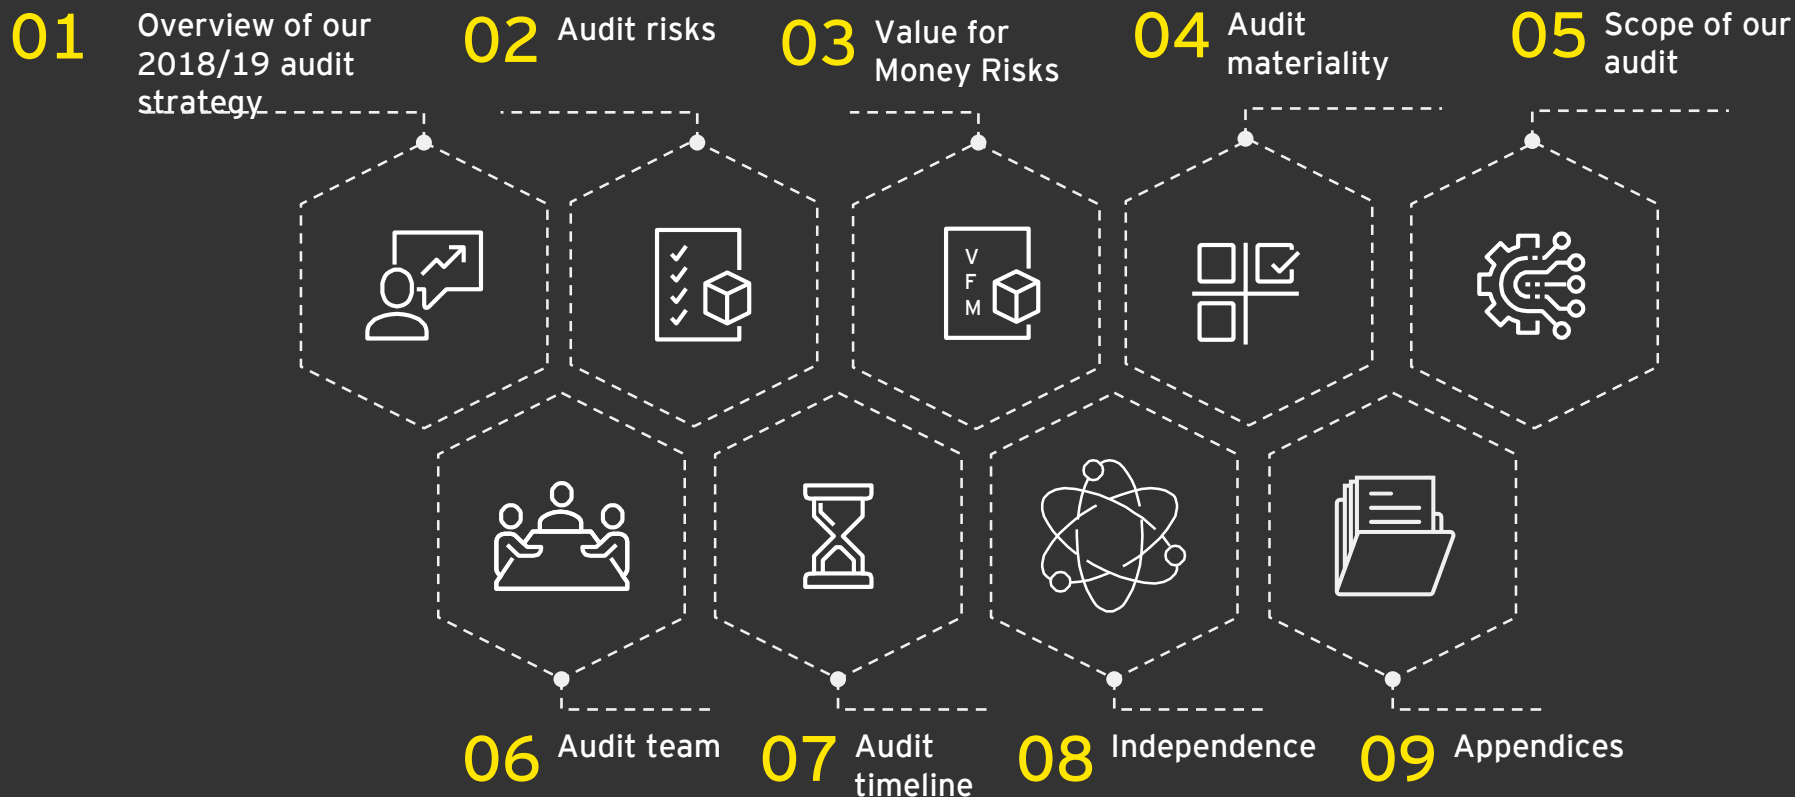 01
Overview of our
2018/19 audit
strategy
02
Audit risks
03
Value for
Money Risks
04
Audit
materiality
05
Scope of our
audit
V
F
M
06
Audit team
07
Audit
timeline
08
Independence
09
Appendices